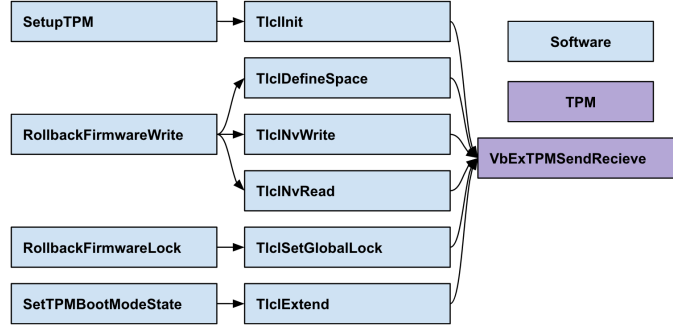 SetupTPM
TlclInit
Software
TlclDefineSpace
TPM
RollbackFirmwareWrite
TlclNvWrite
VbExTPMSendRecieve
TlclNvRead
RollbackFirmwareLock
TlclSetGlobalLock
SetTPMBootModeState
TlclExtend